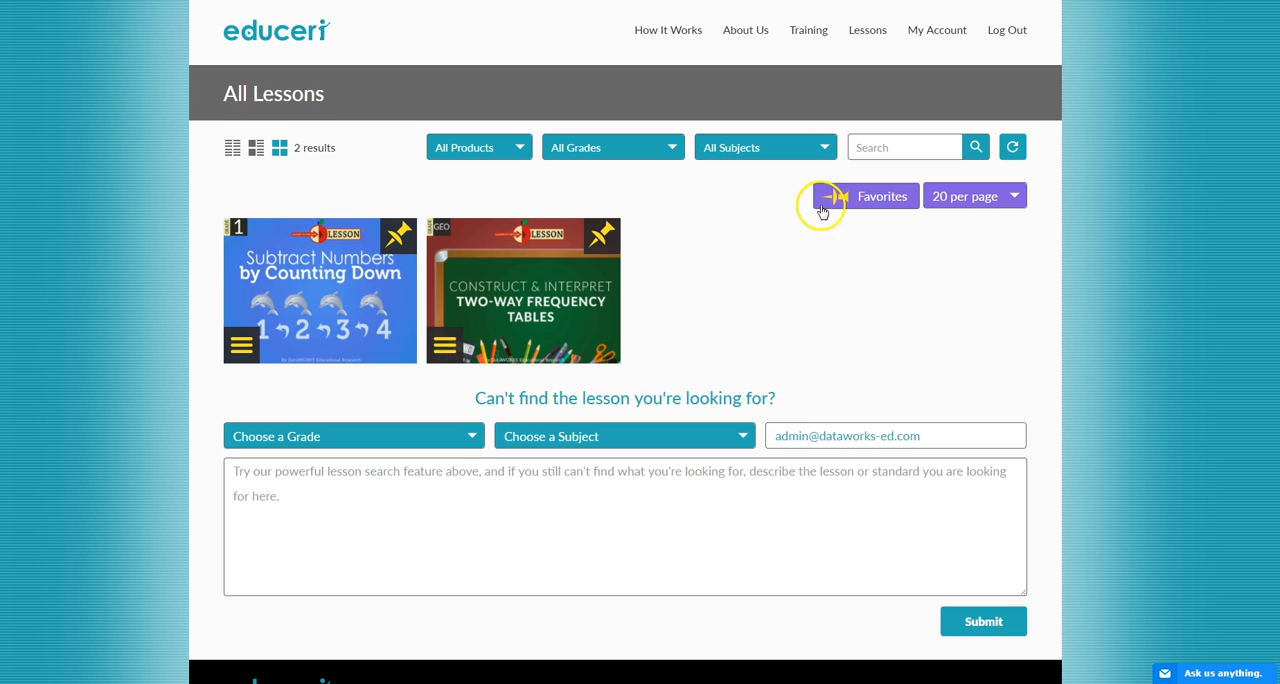 educeri
How It Works About Us Training Lessons My Account Log Out
All Lessons
2 results All Products All Grades All Subjects Search
Favorites 20 per page
1 LESSON
Subtract Numbers
by Counting Down
1 2 3 4
GEO LESSON
CONSTRUCT & INTERPRET
TWO-WAY FREQUENCY
TABLES
Can't find the lesson you're looking for?
Choose a Grade Choose a Subject admin@dataworks-ed.com
Try our powerful lesson search feature above, and if you still can't find what you're looking for, describe the lesson or standard you are looking
for here.
Submit
Ask us anything.